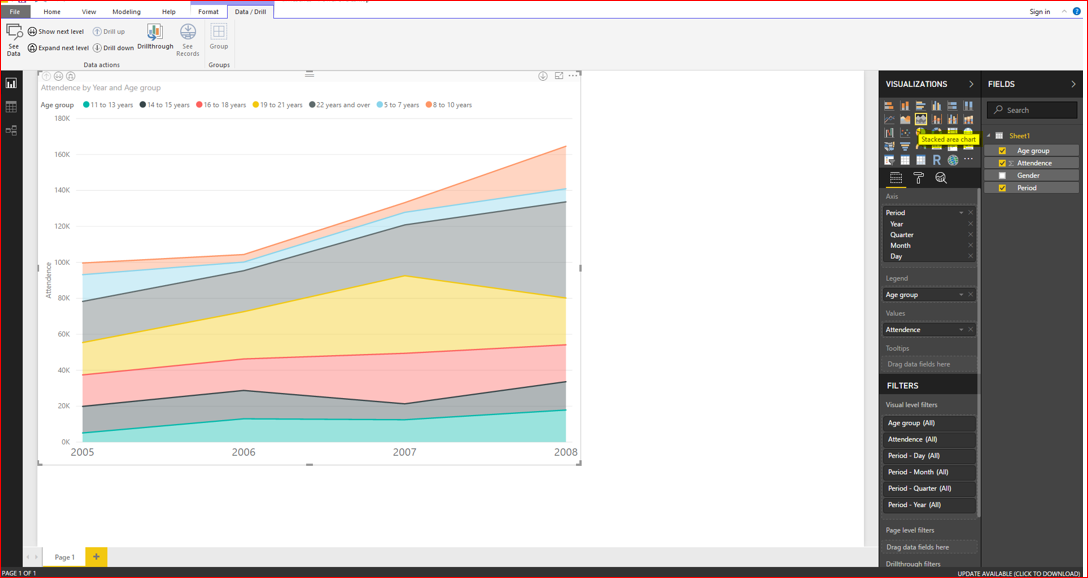 File Home View Modeling Help Format Data / Drill Sign in ?
See Data
Show next level
Expand next level
Drill up
Drill down
Drillthrough
See Records
Data actions
Group
Groups
Attendence by Year and Age group
Age group 11 to 13 years 14 to 15 years 16 to 18 years 19 to 21 years 22 years and over 5 to 7 years 8 to 10 years
180K
160K
140K
120K
100K
80K
60K
40K
20K
0K
Attendence
2005 2006 2007 2008
VISUALIZATIONS
R
Stacked area chart
Axis
Period
Year
Quarter
Month
Day
Legend
Age group
Values
Attendence
Tooltips
Drag data fields here
FILTERS
Visual level filters
Age group (All)
Attendence (All)
Period - Day (All)
Period - Month (All)
Period - Quarter (All)
Period - Year (All)
Page level filters
Drag data fields here
Drillthrough filters
FIELDS
Search
Sheet1
Age group
Σ Attendence
Gender
Period
Page 1 +
PAGE 1 OF 1
UPDATE AVAILABLE (CLICK TO DOWNLOAD)